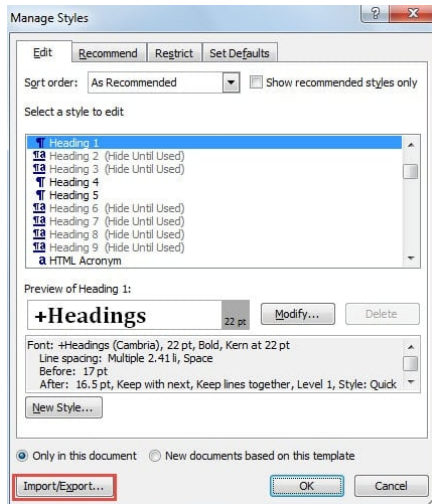 Manage Styles
Edit Recommend Restrict Set Defaults
Sort order: As Recommended Show recommended styles only
Select a style to edit
¶ Heading 1
¶a Heading 2 (Hide Until Used)
¶a Heading 3 (Hide Until Used)
¶ Heading 4
¶ Heading 5
¶a Heading 6 (Hide Until Used)
¶a Heading 7 (Hide Until Used)
¶a Heading 8 (Hide Until Used)
¶a Heading 9 (Hide Until Used)
a HTML Acronym
Preview of Heading 1:
+Headings 22 pt Modify... Delete
Font: +Headings (Cambria), 22 pt, Bold, Kern at 22 pt
Line spacing: Multiple 2.41 li, Space
Before: 17 pt
After: 16.5 pt, Keep with next, Keep lines together, Level 1, Style: Quick
New Style...
Only in this document New documents based on this template
Import/Export... OK Cancel